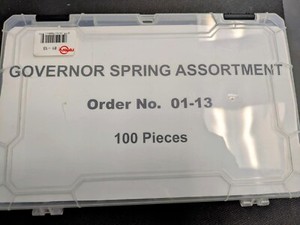 GOVERNOR SPRING ASSORTMENT
Order No. 01-13
100 Pieces